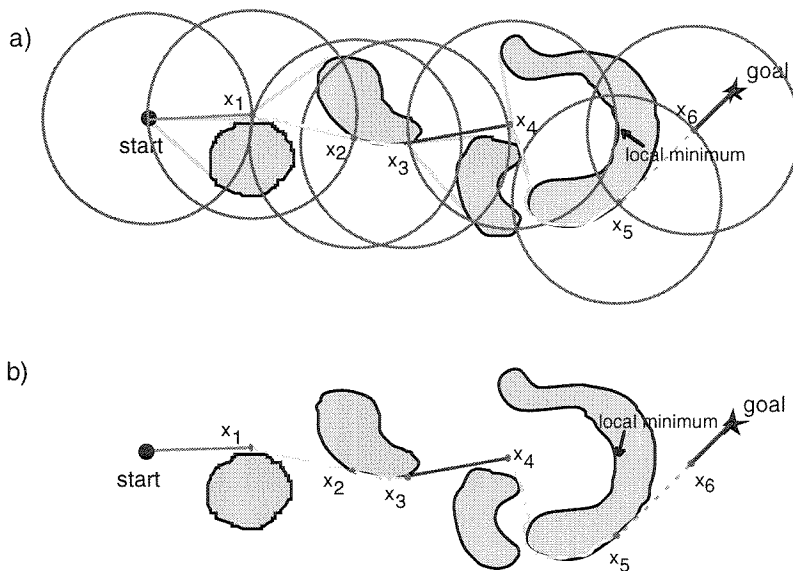 a)
goal
x1
x6
start
x4
local minimum
x2
x3
x5
b)
goal
x1
local minimum
x4
start
x2
x3
x6
x5